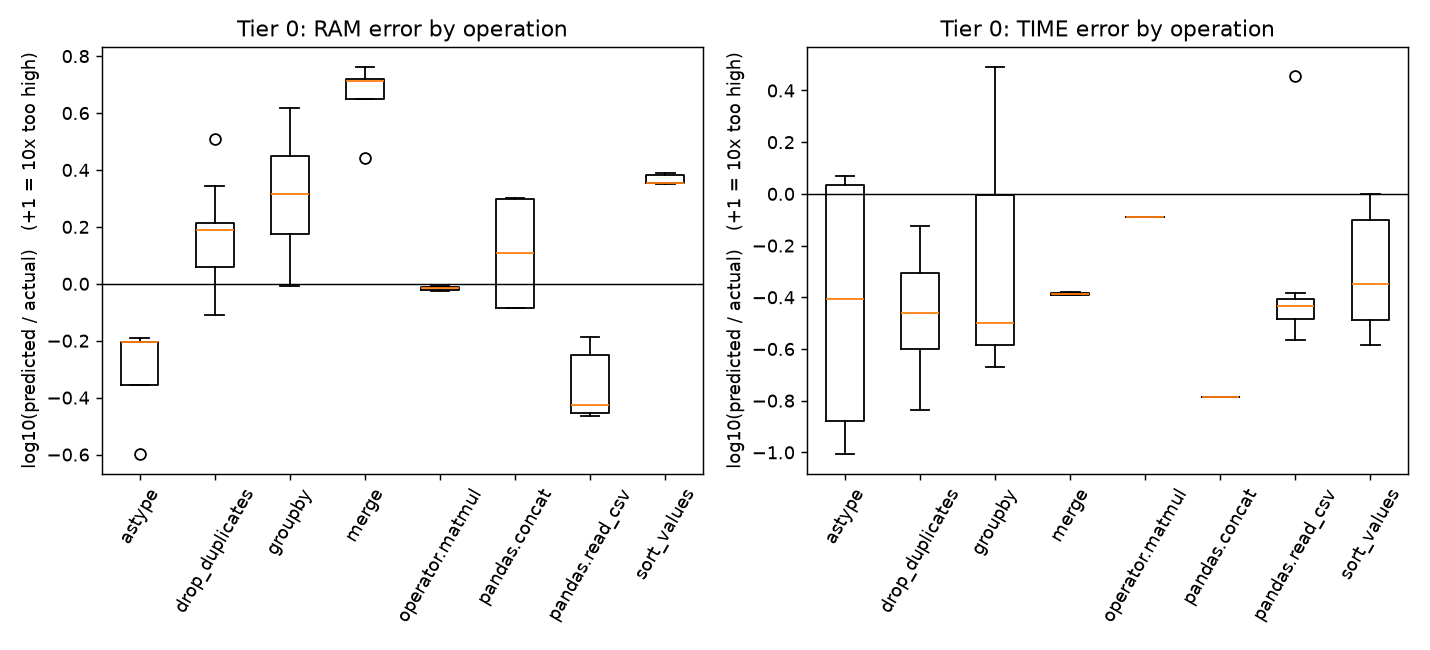 Tier 0: RAM error by operation
log10(predicted / actual)   (+1 = 10x too high)
0.8
0.6
0.4
0.2
0.0
−0.2
−0.4
−0.6
astype
drop_duplicates
groupby
merge
operator.matmul
pandas.concat
pandas.read_csv
sort_values
Tier 0: TIME error by operation
log10(predicted / actual)   (+1 = 10x too high)
0.4
0.2
0.0
−0.2
−0.4
−0.6
−0.8
−1.0
astype
drop_duplicates
groupby
merge
operator.matmul
pandas.concat
pandas.read_csv
sort_values